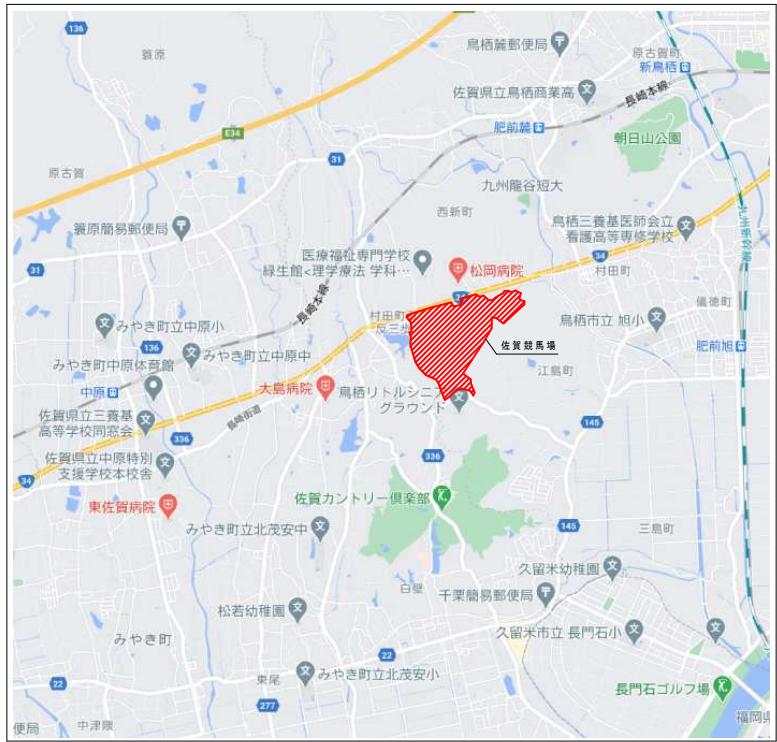 136
簑原
鳥栖麓郵便局
原古賀町
新鳥栖
佐賀県立鳥栖商業高
長崎本線
E34
肥前麓
朝日山公園
31
原古賀
九州龍谷短大
西新町
九州新幹線
簑原簡易郵便局
鳥栖三養基医師会立
看護高等専修学校
医療福祉専門学校
緑生館<理学療法 学科…
34
31
松岡病院
村田町
長崎本線
儀徳町
村田町
反三歩
みやき町立中原小
鳥栖市立 旭小
佐賀競馬場
肥前旭
136
みやき町立中原中
みやき町中原体育館
江島町
中原
大島病院
鳥栖リトルシニア
グラウンド
佐賀県立三養基
高等学校同窓会
長崎街道
145
336
336
佐賀県立中原特別
支援学校本校舎
34
佐賀カントリー倶楽部
東佐賀病院
みやき町立北茂安中
145
三島町
久留米幼稚園
白壁
千栗簡易郵便局
松若幼稚園
みやき町
久留米市立 長門石小
22
東尾
みやき町立北茂安小
22
長門石ゴルフ場
277
中津隈
便局
福岡県